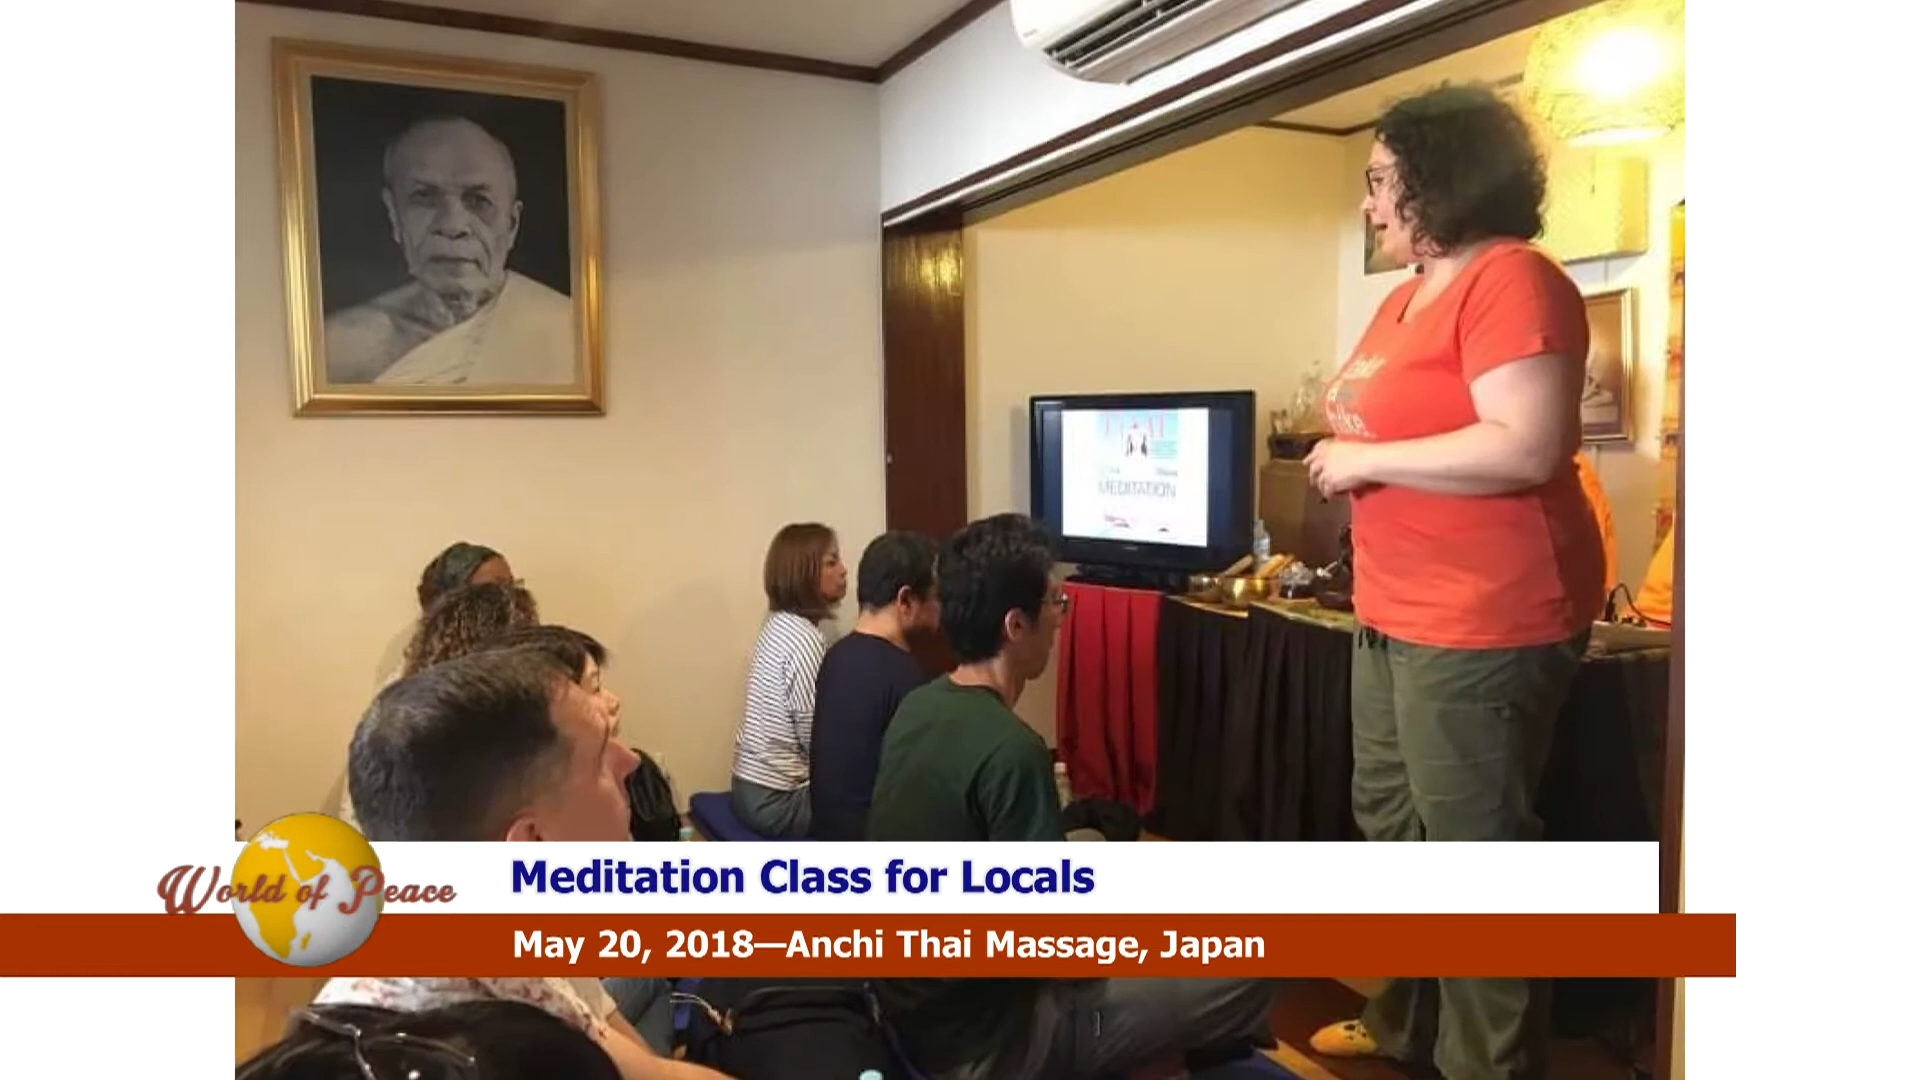 MEDITATION
World of Peace
Meditation Class for Locals
May 20, 2018—Anchi Thai Massage, Japan